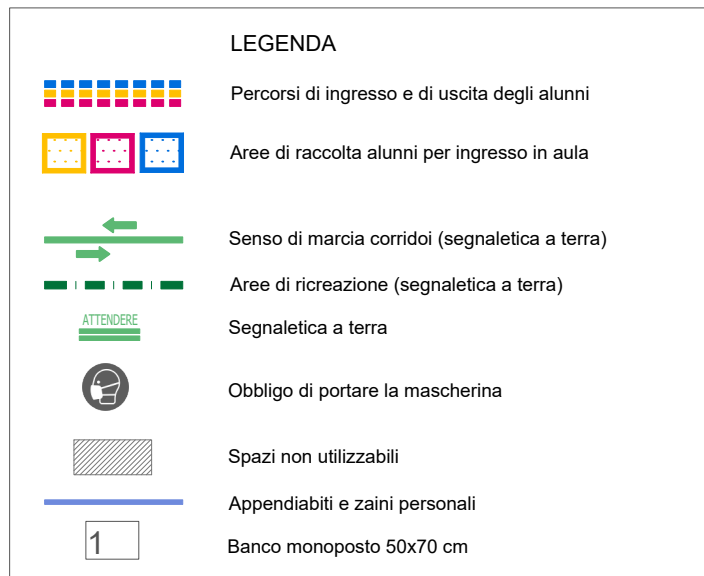 LEGENDA
Percorsi di ingresso e di uscita degli alunni
Aree di raccolta alunni per ingresso in aula
Senso di marcia corridoi (segnaletica a terra)
Aree di ricreazione (segnaletica a terra)
ATTENDERE
Segnaletica a terra
Obbligo di portare la mascherina
Spazi non utilizzabili
Appendiabiti e zaini personali
1
Banco monoposto 50x70 cm